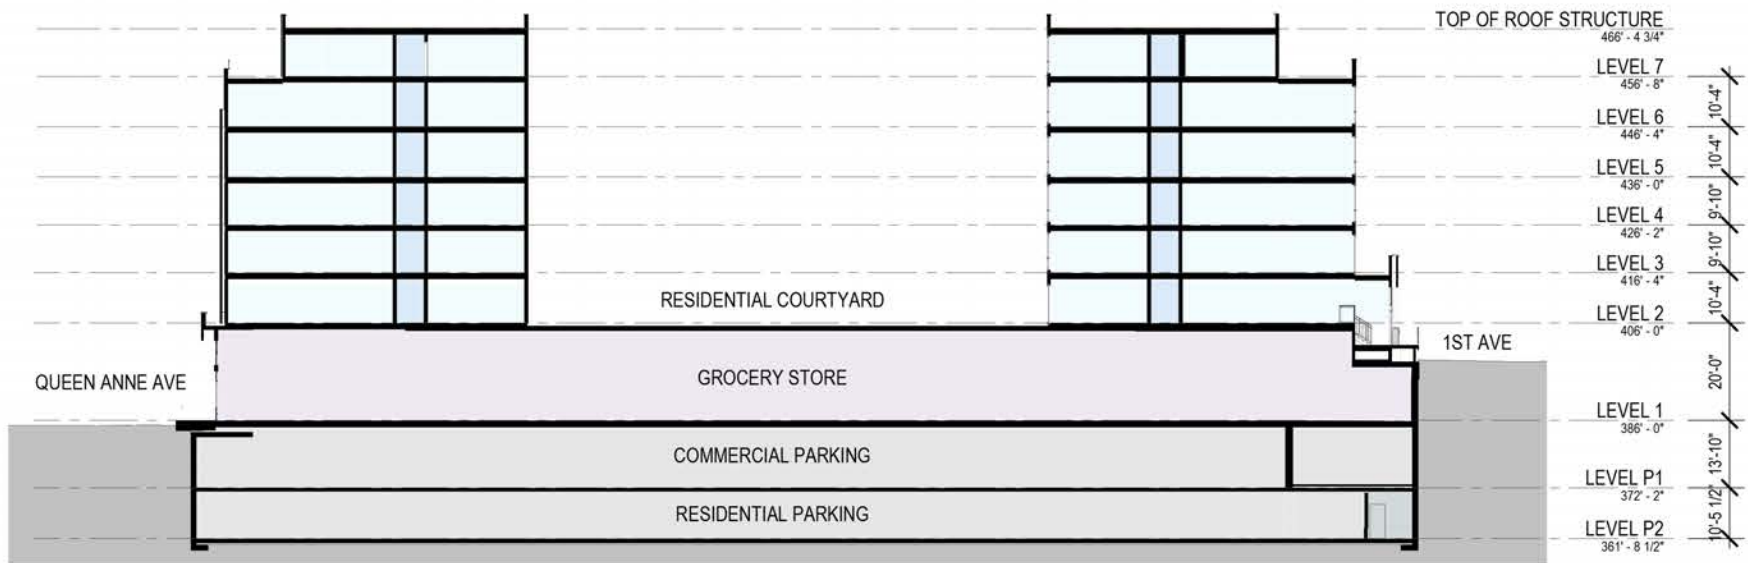 TOP OF ROOF STRUCTURE
466' - 4 3/4"
LEVEL 7
456' - 8"
10'-4"
LEVEL 6
446' - 4"
10'-4"
LEVEL 5
436' - 0"
9'-10"
LEVEL 4
426' - 2"
9'-10"
LEVEL 3
416' - 4"
10'-4"
RESIDENTIAL COURTYARD
LEVEL 2
406' - 0"
1ST AVE
QUEEN ANNE AVE
GROCERY STORE
20'-0"
LEVEL 1
386' - 0"
COMMERCIAL PARKING
13'-10"
LEVEL P1
372' - 2"
RESIDENTIAL PARKING
10'-5 1/2"
LEVEL P2
361' - 8 1/2"